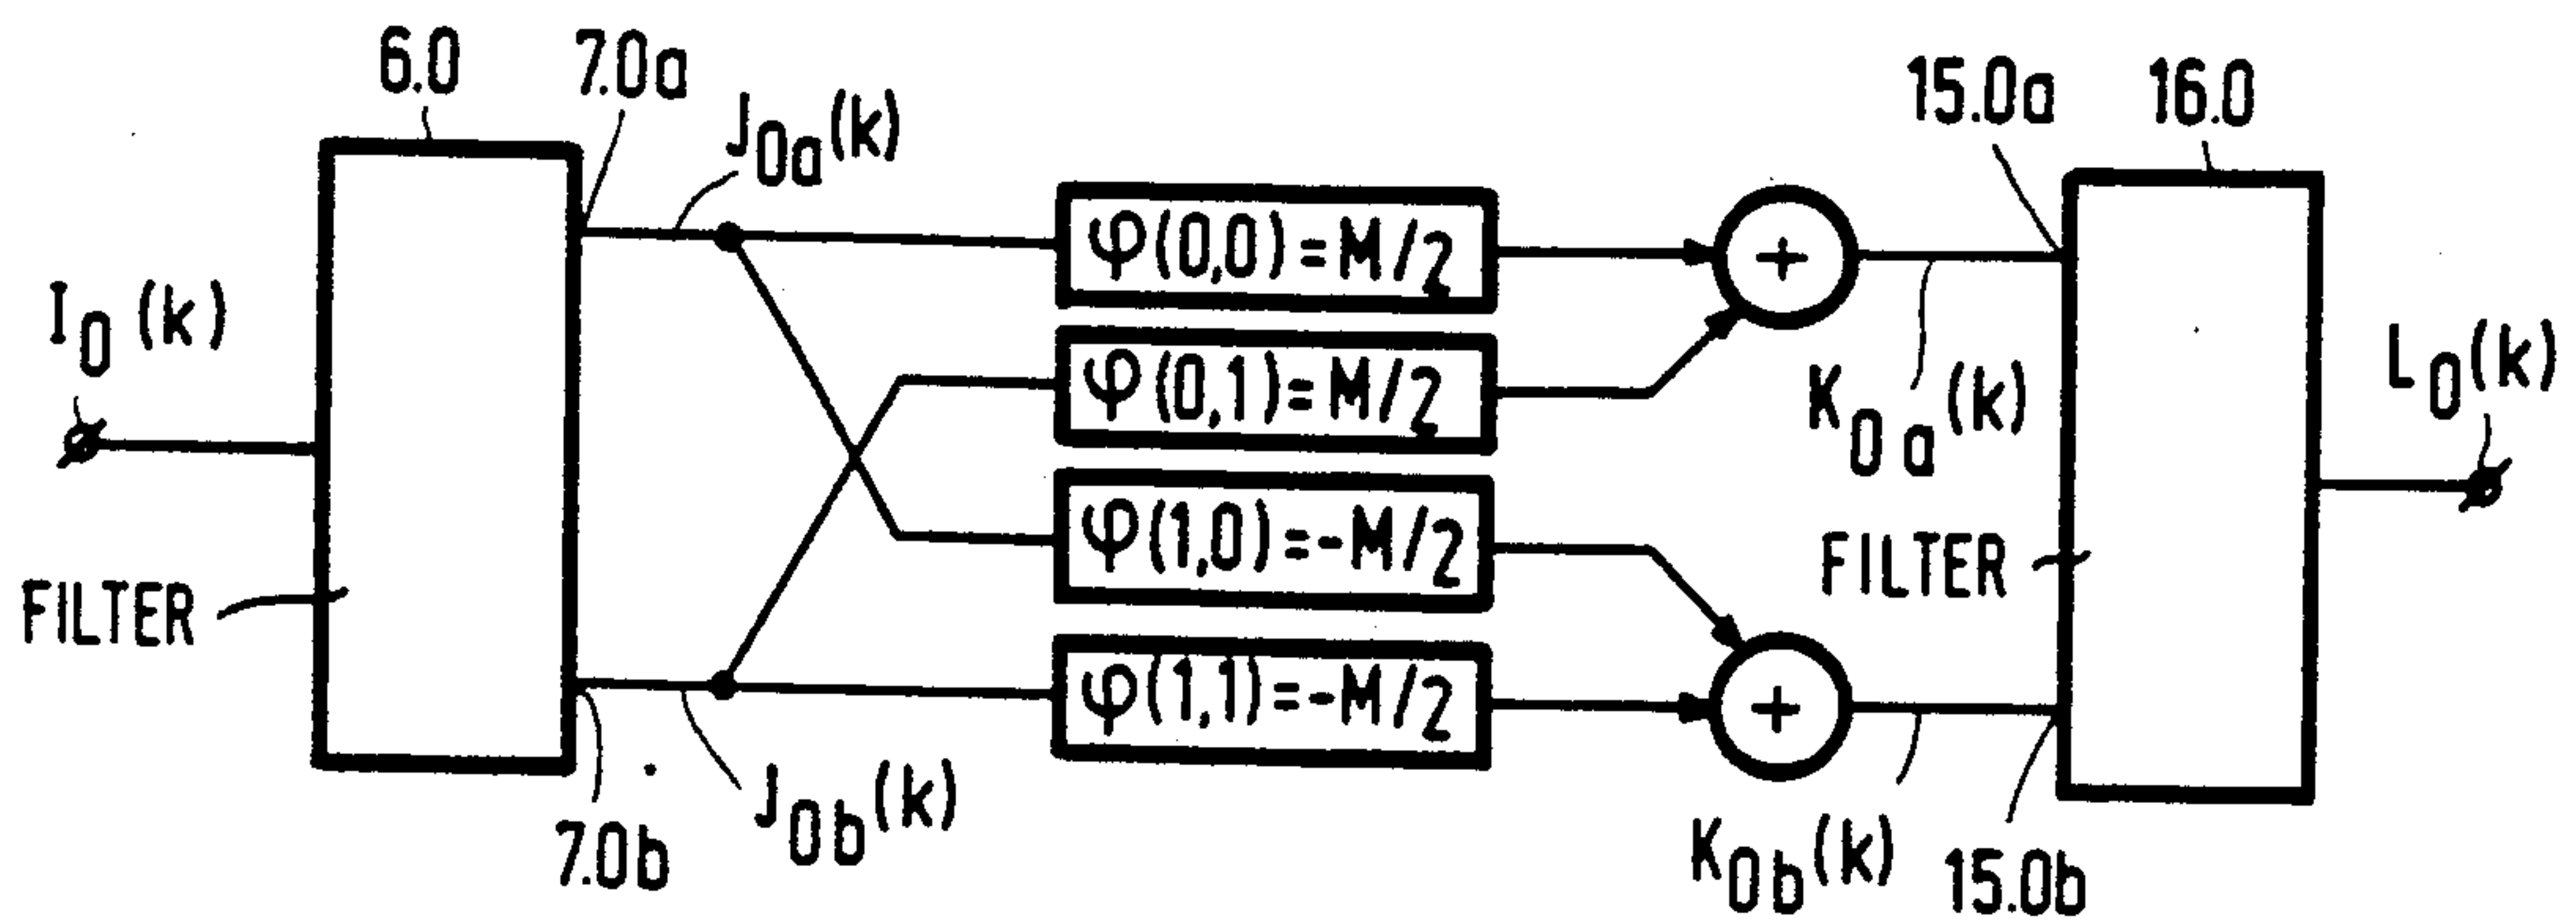 6.0
7.0a
J0a(k)
15.0a
16.0
φ(0,0)=M/2
+
I0(k)
φ(0,1)=M/2
K0a(k)
L0(k)
φ(1,0)=-M/2
FILTER
FILTER
φ(1,1)=-M/2
+
J0b(k)
7.0b
K0b(k)
15.0b